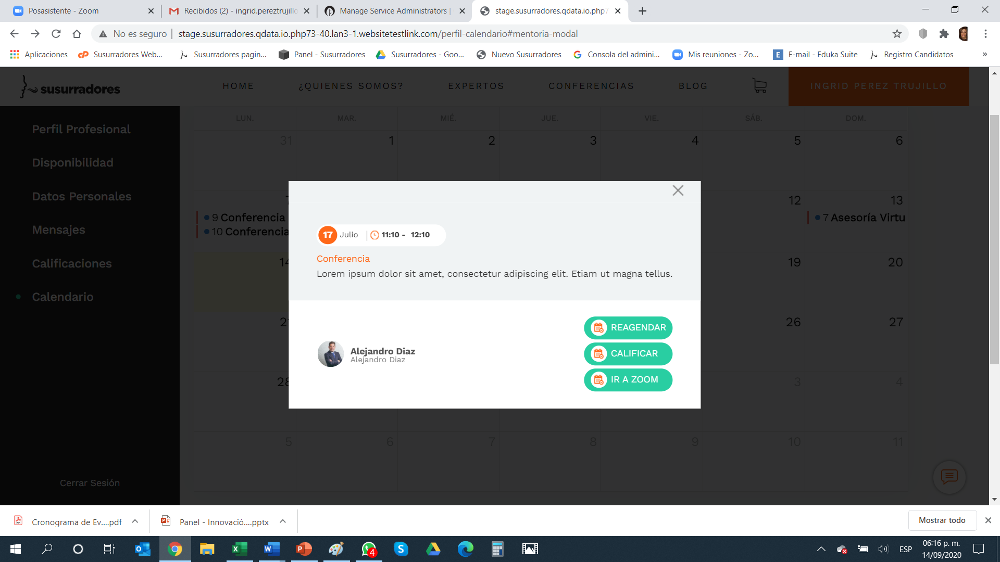 Posasistente - Zoom
Recibidos (2) - ingrid.pereztrujillo
Manage Service Administrators |
stage.susurradores.qdata.io.php7
No es seguro | stage.susurradores.qdata.io.php73-40.lan3-1.websitetestlink.com/perfil-calendario#mentoria-modal
Aplicaciones
Susurradores Web...
Susurradores pagin...
Panel - Susurradores
Susurradores - Goo...
Nuevo Susurradores
Consola del admini...
Mis reuniones - Zo...
E-mail - Eduka Suite
Registro Candidatos
»
susurradores
HOME
¿QUIENES SOMOS?
EXPERTOS
CONFERENCIAS
BLOG
INGRID PEREZ TRUJILLO
Perfil Profesional
Disponibilidad
Datos Personales
Mensajes
Calificaciones
Calendario
Cerrar Sesión
LUN. MAR. MIÉ. JUE. VIE. SÁB. DOM.
31 1 2 3 4 5 6
7 12 13
9 Conferencia
10 Conferencia
7 Asesoría Virtu
14 19 20
21 26 27
28 3 4
5 6 7 8 9 10 11
17 Julio 11:10 - 12:10
Conferencia
Lorem ipsum dolor sit amet, consectetur adipiscing elit. Etiam ut magna tellus.
Alejandro Diaz
Alejandro Diaz
REAGENDAR
CALIFICAR
IR A ZOOM
Cronograma de Ev....pdf
Panel - Innovació....pptx
Mostrar todo
4
ESP
06:16 p. m.
14/09/2020